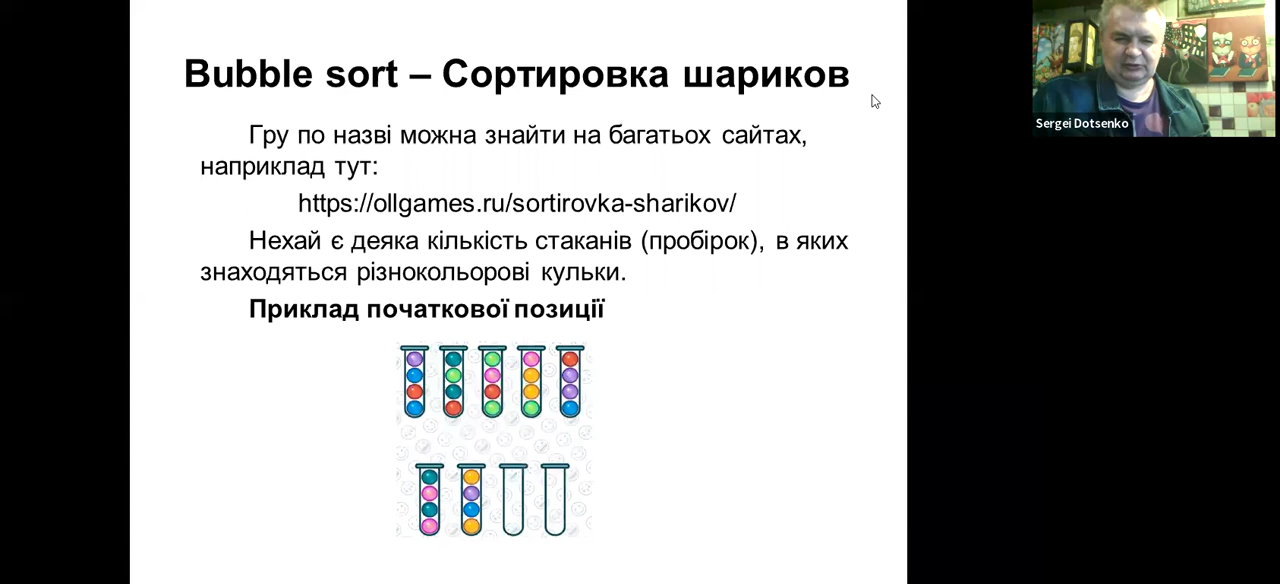 Bubble sort – Сортировка шариков
Гру по назві можна знайти на багатьох сайтах,
наприклад тут:
https://ollgames.ru/sortirovka-sharikov/
Нехай є деяка кількість стаканів (пробірок), в яких
знаходяться різнокольорові кульки.
Приклад початкової позиції
Sergei Dotsenko